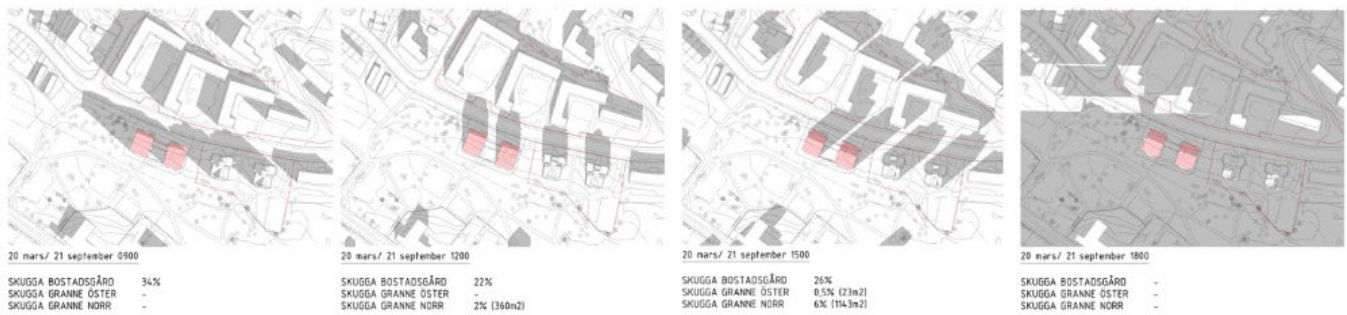 20 mars/ 21 september 0900
SKUGGA BOSTADSGÅRD 34%
SKUGGA GRANNE ÖSTER -
SKUGGA GRANNE NORR -
20 mars/ 21 september 1200
SKUGGA BOSTADSGÅRD 22%
SKUGGA GRANNE ÖSTER -
SKUGGA GRANNE NORR 2% (360m2)
20 mars/ 21 september 1500
SKUGGA BOSTADSGÅRD 26%
SKUGGA GRANNE ÖSTER 0,5% (23m2)
SKUGGA GRANNE NORR 6% (1143m2)
20 mars/ 21 september 1800
SKUGGA BOSTADSGÅRD -
SKUGGA GRANNE ÖSTER -
SKUGGA GRANNE NORR -